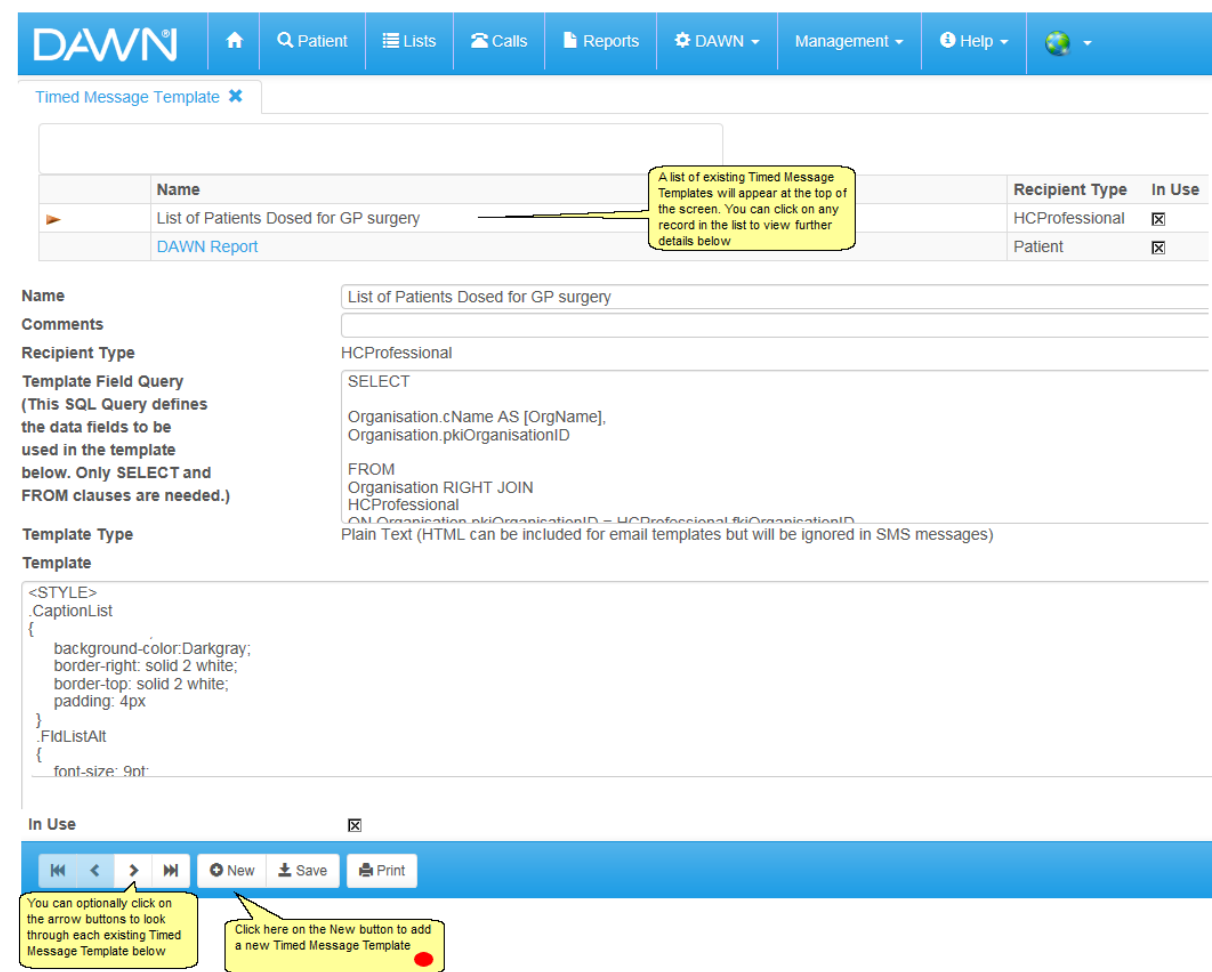 DAWN®
Patient
Lists
Calls
Reports
DAWN
Management
Help
Timed Message Template
Name
Recipient Type
In Use
List of Patients Dosed for GP surgery
HCProfessional
DAWN Report
Patient
A list of existing Timed Message
Templates will appear at the top of
the screen. You can click on any
record in the list to view further
details below
Name
List of Patients Dosed for GP surgery
Comments
Recipient Type
HCProfessional
Template Field Query
(This SQL Query defines
the data fields to be
used in the template
below. Only SELECT and
FROM clauses are needed.)
SELECT
Organisation.cName AS [OrgName],
Organisation.pkiOrganisationID
FROM
Organisation RIGHT JOIN
HCProfessional
ON Organisation.pkiOrganisationID = HCProfessional.fkiOrganisationID
Template Type
Plain Text (HTML can be included for email templates but will be ignored in SMS messages)
Template
<STYLE>
.CaptionList
{
background-color:Darkgray;
border-right: solid 2 white;
border-top: solid 2 white;
padding: 4px
}
.FldListAlt
{
font-size: 9pt;
In Use
New
Save
Print
You can optionally click on
the arrow buttons to look
through each existing Timed
Message Template below
Click here on the New button to add
a new Timed Message Template